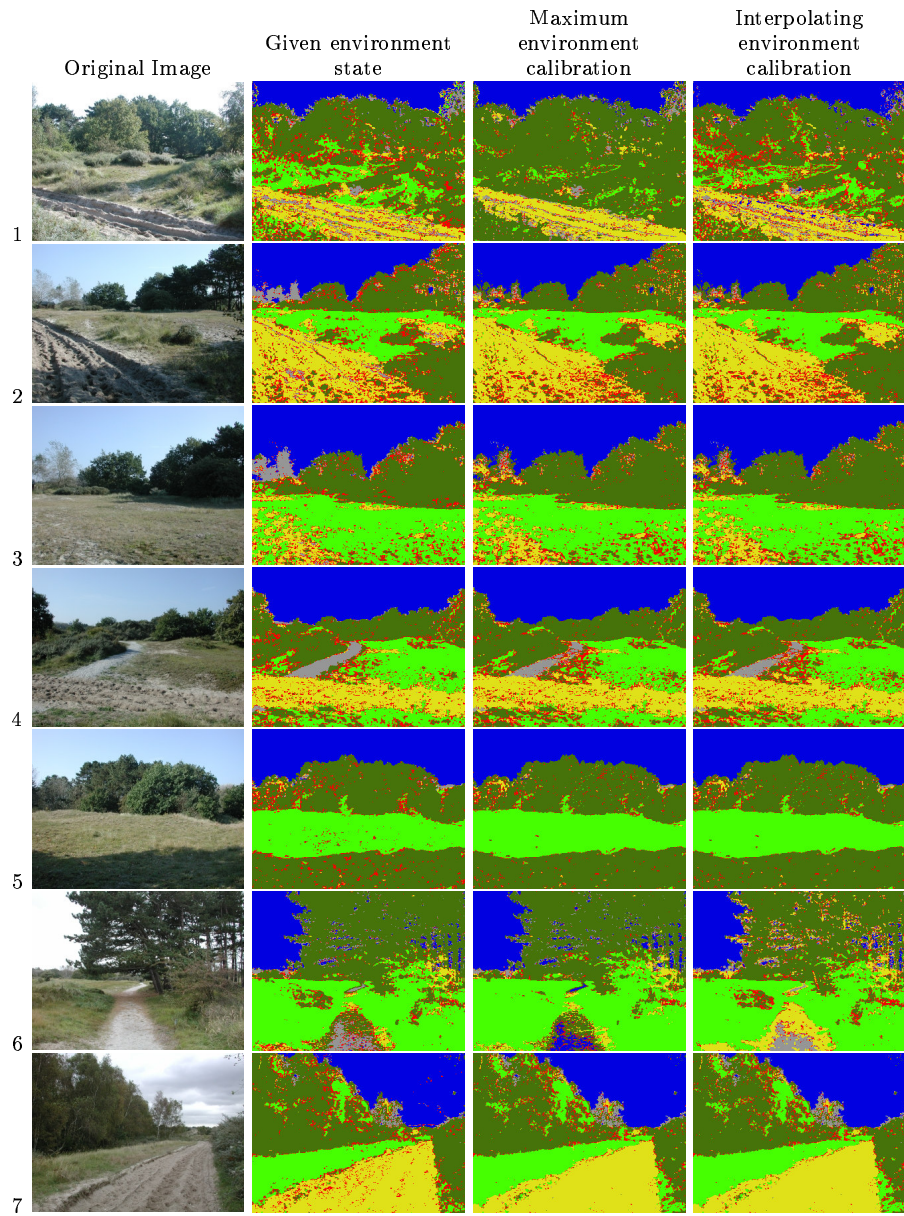 Original Image
Given environment
state
Maximum
environment
calibration
Interpolating
environment
calibration
1
2
3
4
5
6
7